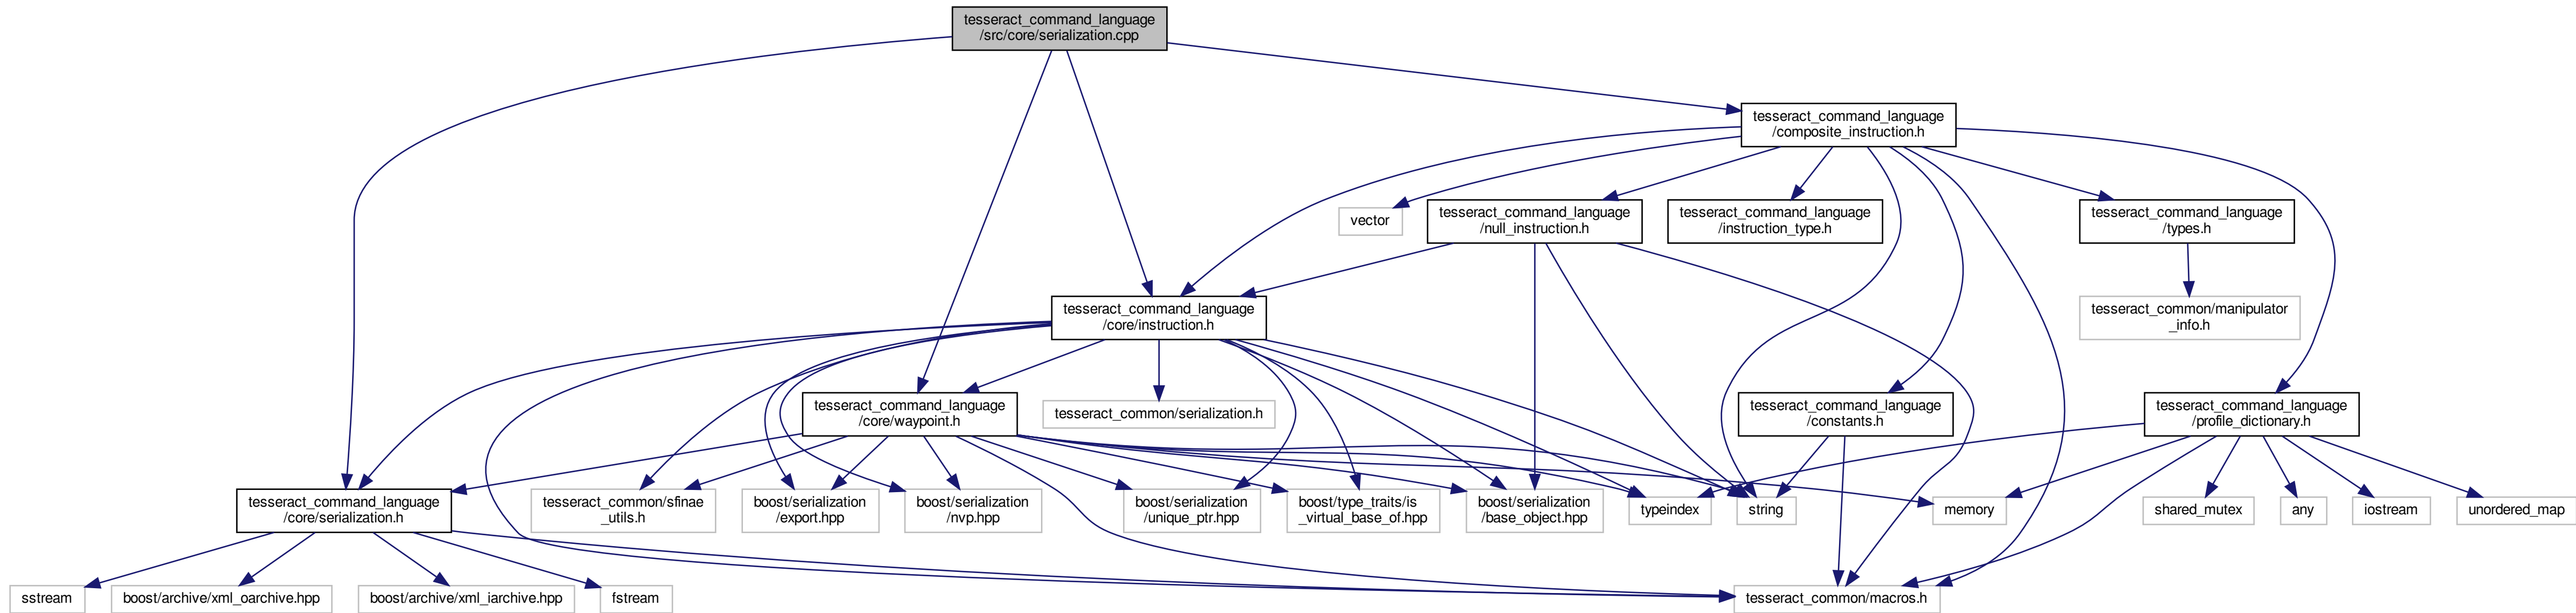 tesseract_command_language
/src/core/serialization.cpp
tesseract_command_language
/composite_instruction.h
vector
tesseract_command_language
/null_instruction.h
tesseract_command_language
/instruction_type.h
tesseract_command_language
/types.h
tesseract_command_language
/core/instruction.h
tesseract_common/manipulator
_info.h
tesseract_command_language
/core/waypoint.h
tesseract_common/serialization.h
tesseract_command_language
/constants.h
tesseract_command_language
/profile_dictionary.h
tesseract_command_language
/core/serialization.h
tesseract_common/sfinae
_utils.h
boost/serialization
/export.hpp
boost/serialization
/nvp.hpp
boost/serialization
/unique_ptr.hpp
boost/type_traits/is
_virtual_base_of.hpp
boost/serialization
/base_object.hpp
typeindex
string
memory
shared_mutex
any
iostream
unordered_map
sstream
boost/archive/xml_oarchive.hpp
boost/archive/xml_iarchive.hpp
fstream
tesseract_common/macros.h